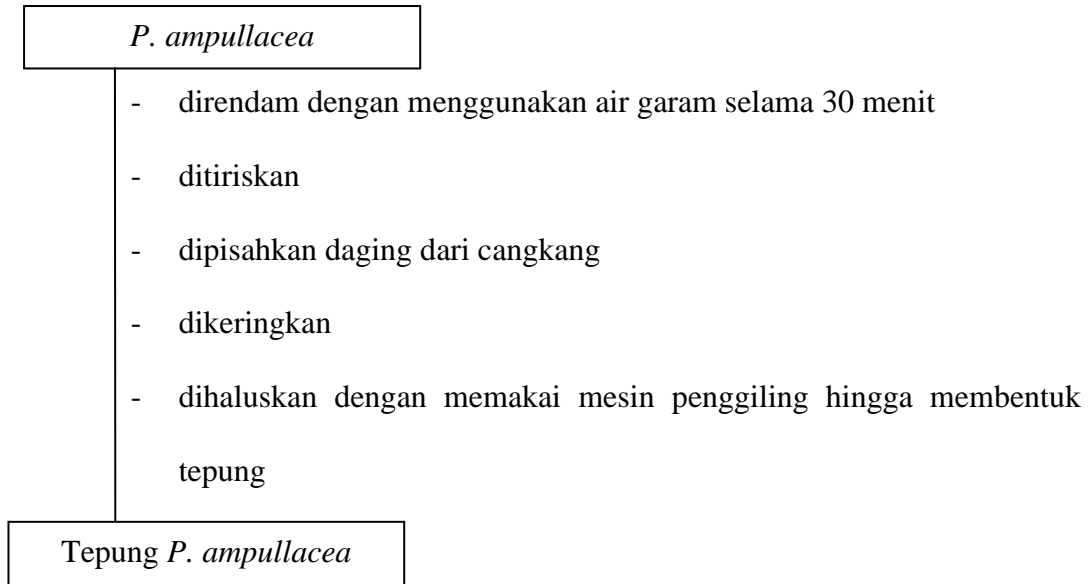 P. ampullacea
- direndam dengan menggunakan air garam selama 30 menit
- ditiriskan
- dipisahkan daging dari cangkang
- dikeringkan
- dihaluskan dengan memakai mesin penggiling hingga membentuk
tepung
Tepung P. ampullacea